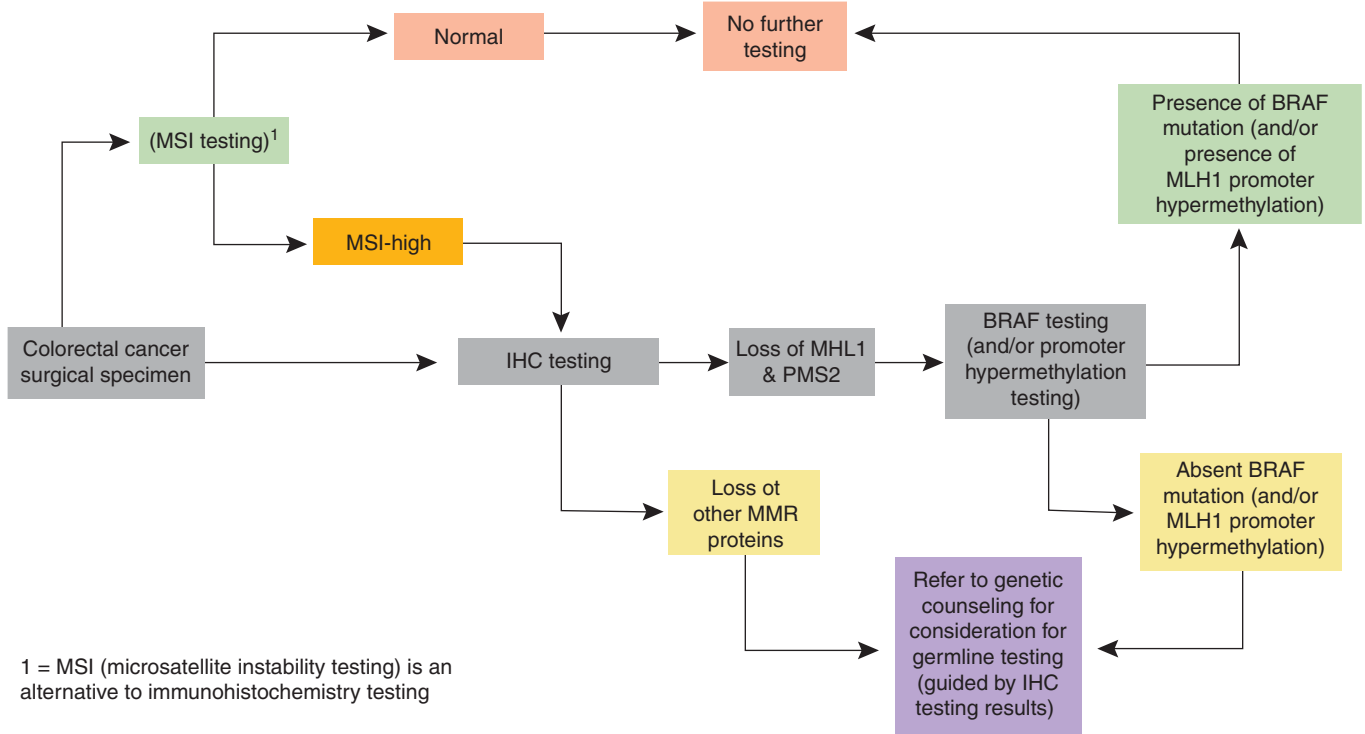 Normal
No further
testing
(MSI testing)1
Presence of BRAF
mutation (and/or
presence of
MLH1 promoter
hypermethylation)
MSI-high
Colorectal cancer
surgical specimen
IHC testing
Loss of MHL1
& PMS2
BRAF testing
(and/or promoter
hypermethylation
testing)
Loss ot
other MMR
proteins
Absent BRAF
mutation (and/or
MLH1 promoter
hypermethylation)
Refer to genetic
counseling for
consideration for
germline testing
(guided by IHC
testing results)
1 = MSI (microsatellite instability testing) is an
alternative to immunohistochemistry testing